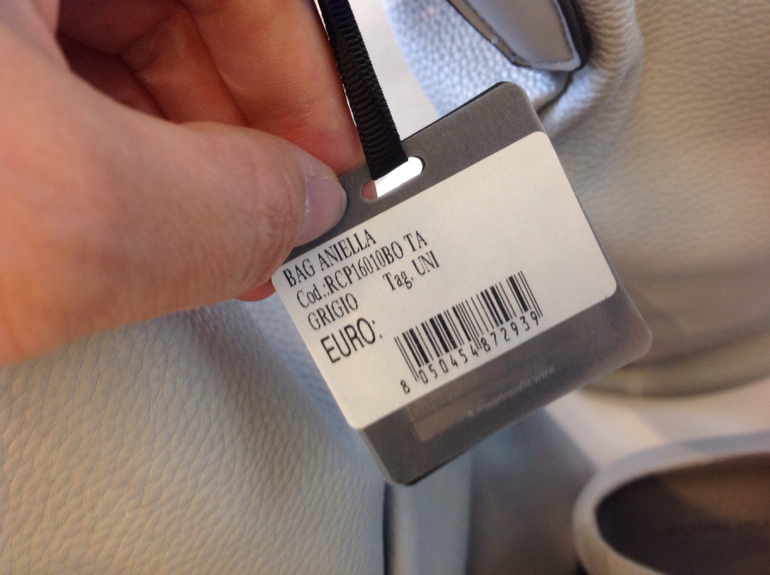 BAG ANIELLA
Cod.:RCP16010BO TA
GRIGIO Tag. UNI
EURO:
8 050454 872939